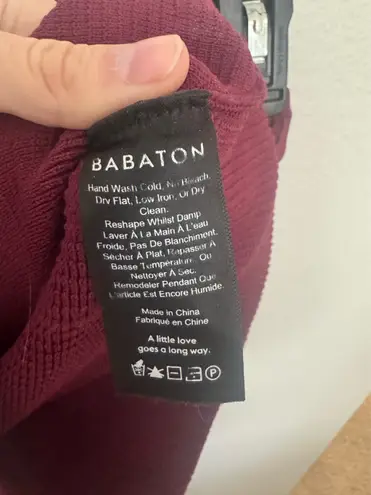 BABATON
Hand Wash Cold, No Bleach,
Dry Flat, Low Iron, Or Dry
Clean.
Reshape Whilst Damp
Laver À La Main À L'eau
Froide, Pas De Blanchiment,
Sécher À Plat, Repasser À
Basse Température, Ou
Nettoyer À Sec.
Remodeler Pendant Que
L'article Est Encore Humide.
Made in China
Fabriqué en Chine
A little love
goes a long way.
P